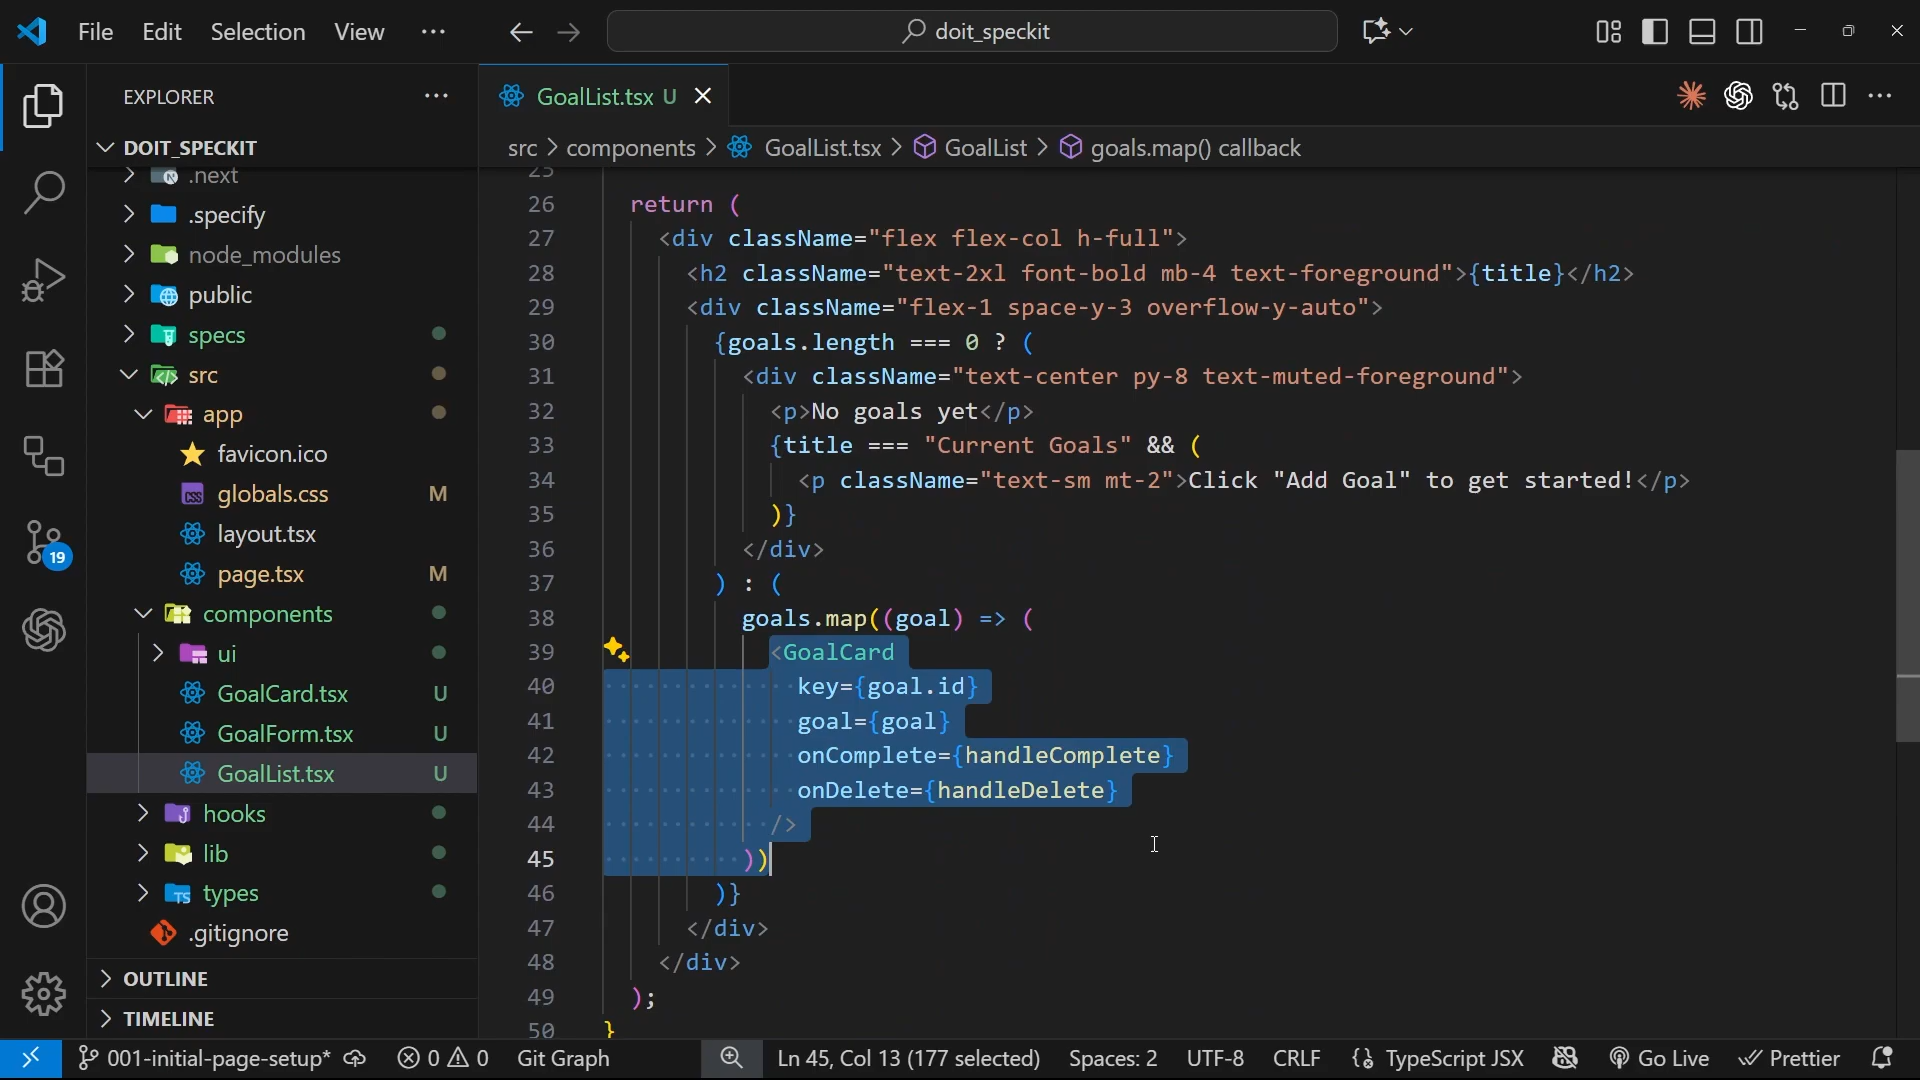 File Edit Selection View ··· doit_speckit
EXPLORER
DOIT_SPECKIT
.next
.specify
node_modules
public
specs
src
app
favicon.ico
globals.css M
layout.tsx
page.tsx M
components
ui
GoalCard.tsx U
GoalForm.tsx U
GoalList.tsx U
hooks
lib
types
.gitignore
OUTLINE
TIMELINE
19
GoalList.tsx U
src > components > GoalList.tsx > GoalList > goals.map() callback
25
26 return (
27 <div className="flex flex-col h-full">
28 <h2 className="text-2xl font-bold mb-4 text-foreground">{title}</h2>
29 <div className="flex-1 space-y-3 overflow-y-auto">
30 {goals.length === 0 ? (
31 <div className="text-center py-8 text-muted-foreground">
32 <p>No goals yet</p>
33 {title === "Current Goals" && (
34 <p className="text-sm mt-2">Click "Add Goal" to get started!</p>
35 )}
36 </div>
37 ) : (
38 goals.map((goal) => (
39 <GoalCard
40 key={goal.id}
41 goal={goal}
42 onComplete={handleComplete}
43 onDelete={handleDelete}
44 />
45 ))
46 )}
47 </div>
48 </div>
49 );
50 }
001-initial-page-setup* 0 0 Git Graph Ln 45, Col 13 (177 selected) Spaces: 2 UTF-8 CRLF TypeScript JSX Go Live Prettier